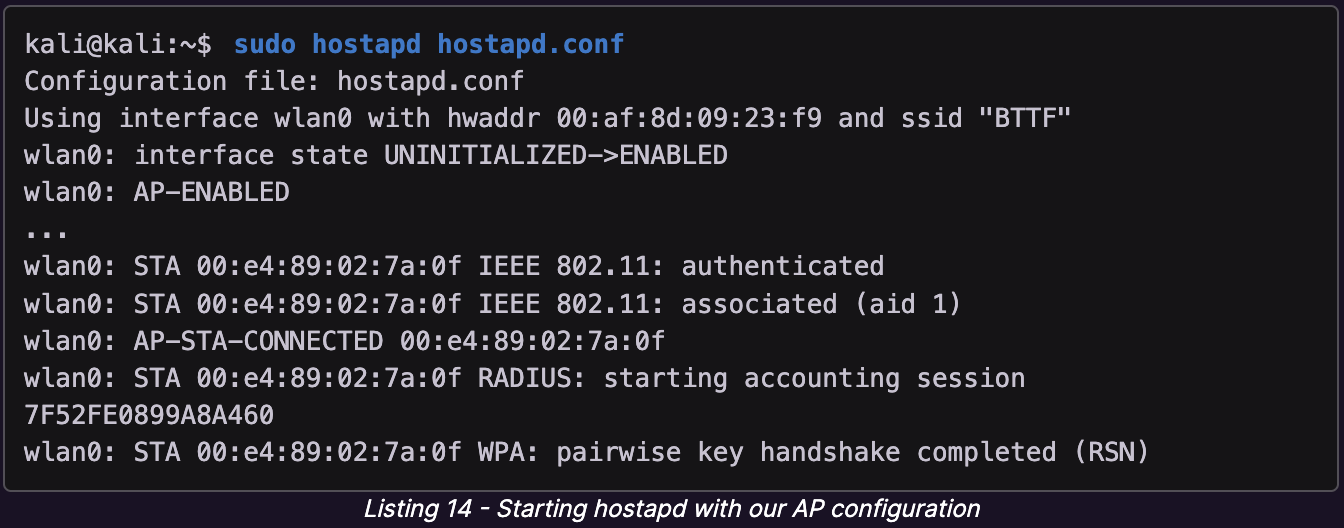 kali@kali:~$ sudo hostapd hostapd.conf
Configuration file: hostapd.conf
Using interface wlan0 with hwaddr 00:af:8d:09:23:f9 and ssid "BTTF"
wlan0: interface state UNINITIALIZED->ENABLED
wlan0: AP-ENABLED
...
wlan0: STA 00:e4:89:02:7a:0f IEEE 802.11: authenticated
wlan0: STA 00:e4:89:02:7a:0f IEEE 802.11: associated (aid 1)
wlan0: AP-STA-CONNECTED 00:e4:89:02:7a:0f
wlan0: STA 00:e4:89:02:7a:0f RADIUS: starting accounting session
7F52FE0899A8A460
wlan0: STA 00:e4:89:02:7a:0f WPA: pairwise key handshake completed (RSN)
Listing 14 - Starting hostapd with our AP configuration